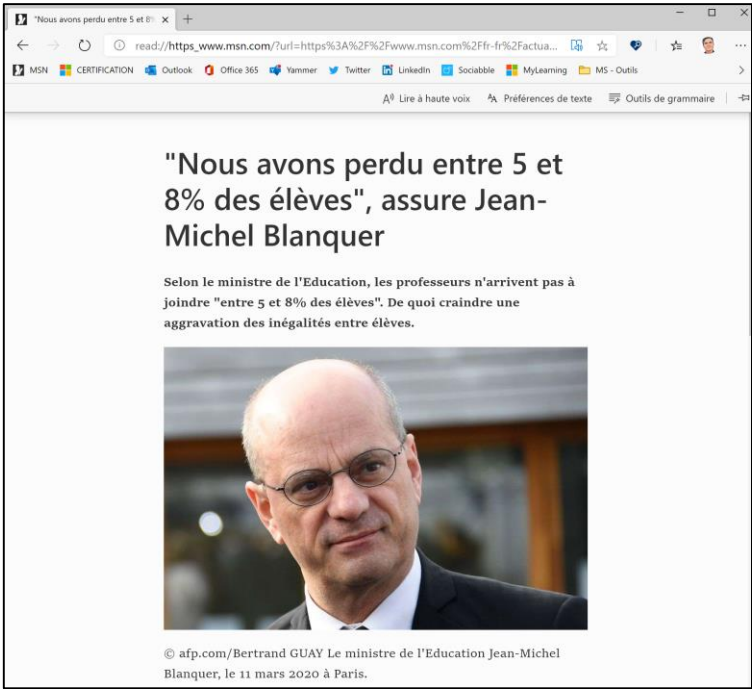 "Nous avons perdu entre 5 et 8%
read://https_www.msn.com/?url=https%3A%2F%2Fwww.msn.com%2Ffr-fr%2Factua...
MSN CERTIFICATION Outlook Office 365 Yammer Twitter LinkedIn Sociabble MyLearning MS - Outils
Lire à haute voix Préférences de texte Outils de grammaire
"Nous avons perdu entre 5 et
8% des élèves", assure Jean-
Michel Blanquer
Selon le ministre de l'Education, les professeurs n'arrivent pas à
joindre "entre 5 et 8% des élèves". De quoi craindre une
aggravation des inégalités entre élèves.
© afp.com/Bertrand GUAY Le ministre de l'Education Jean-Michel
Blanquer, le 11 mars 2020 à Paris.